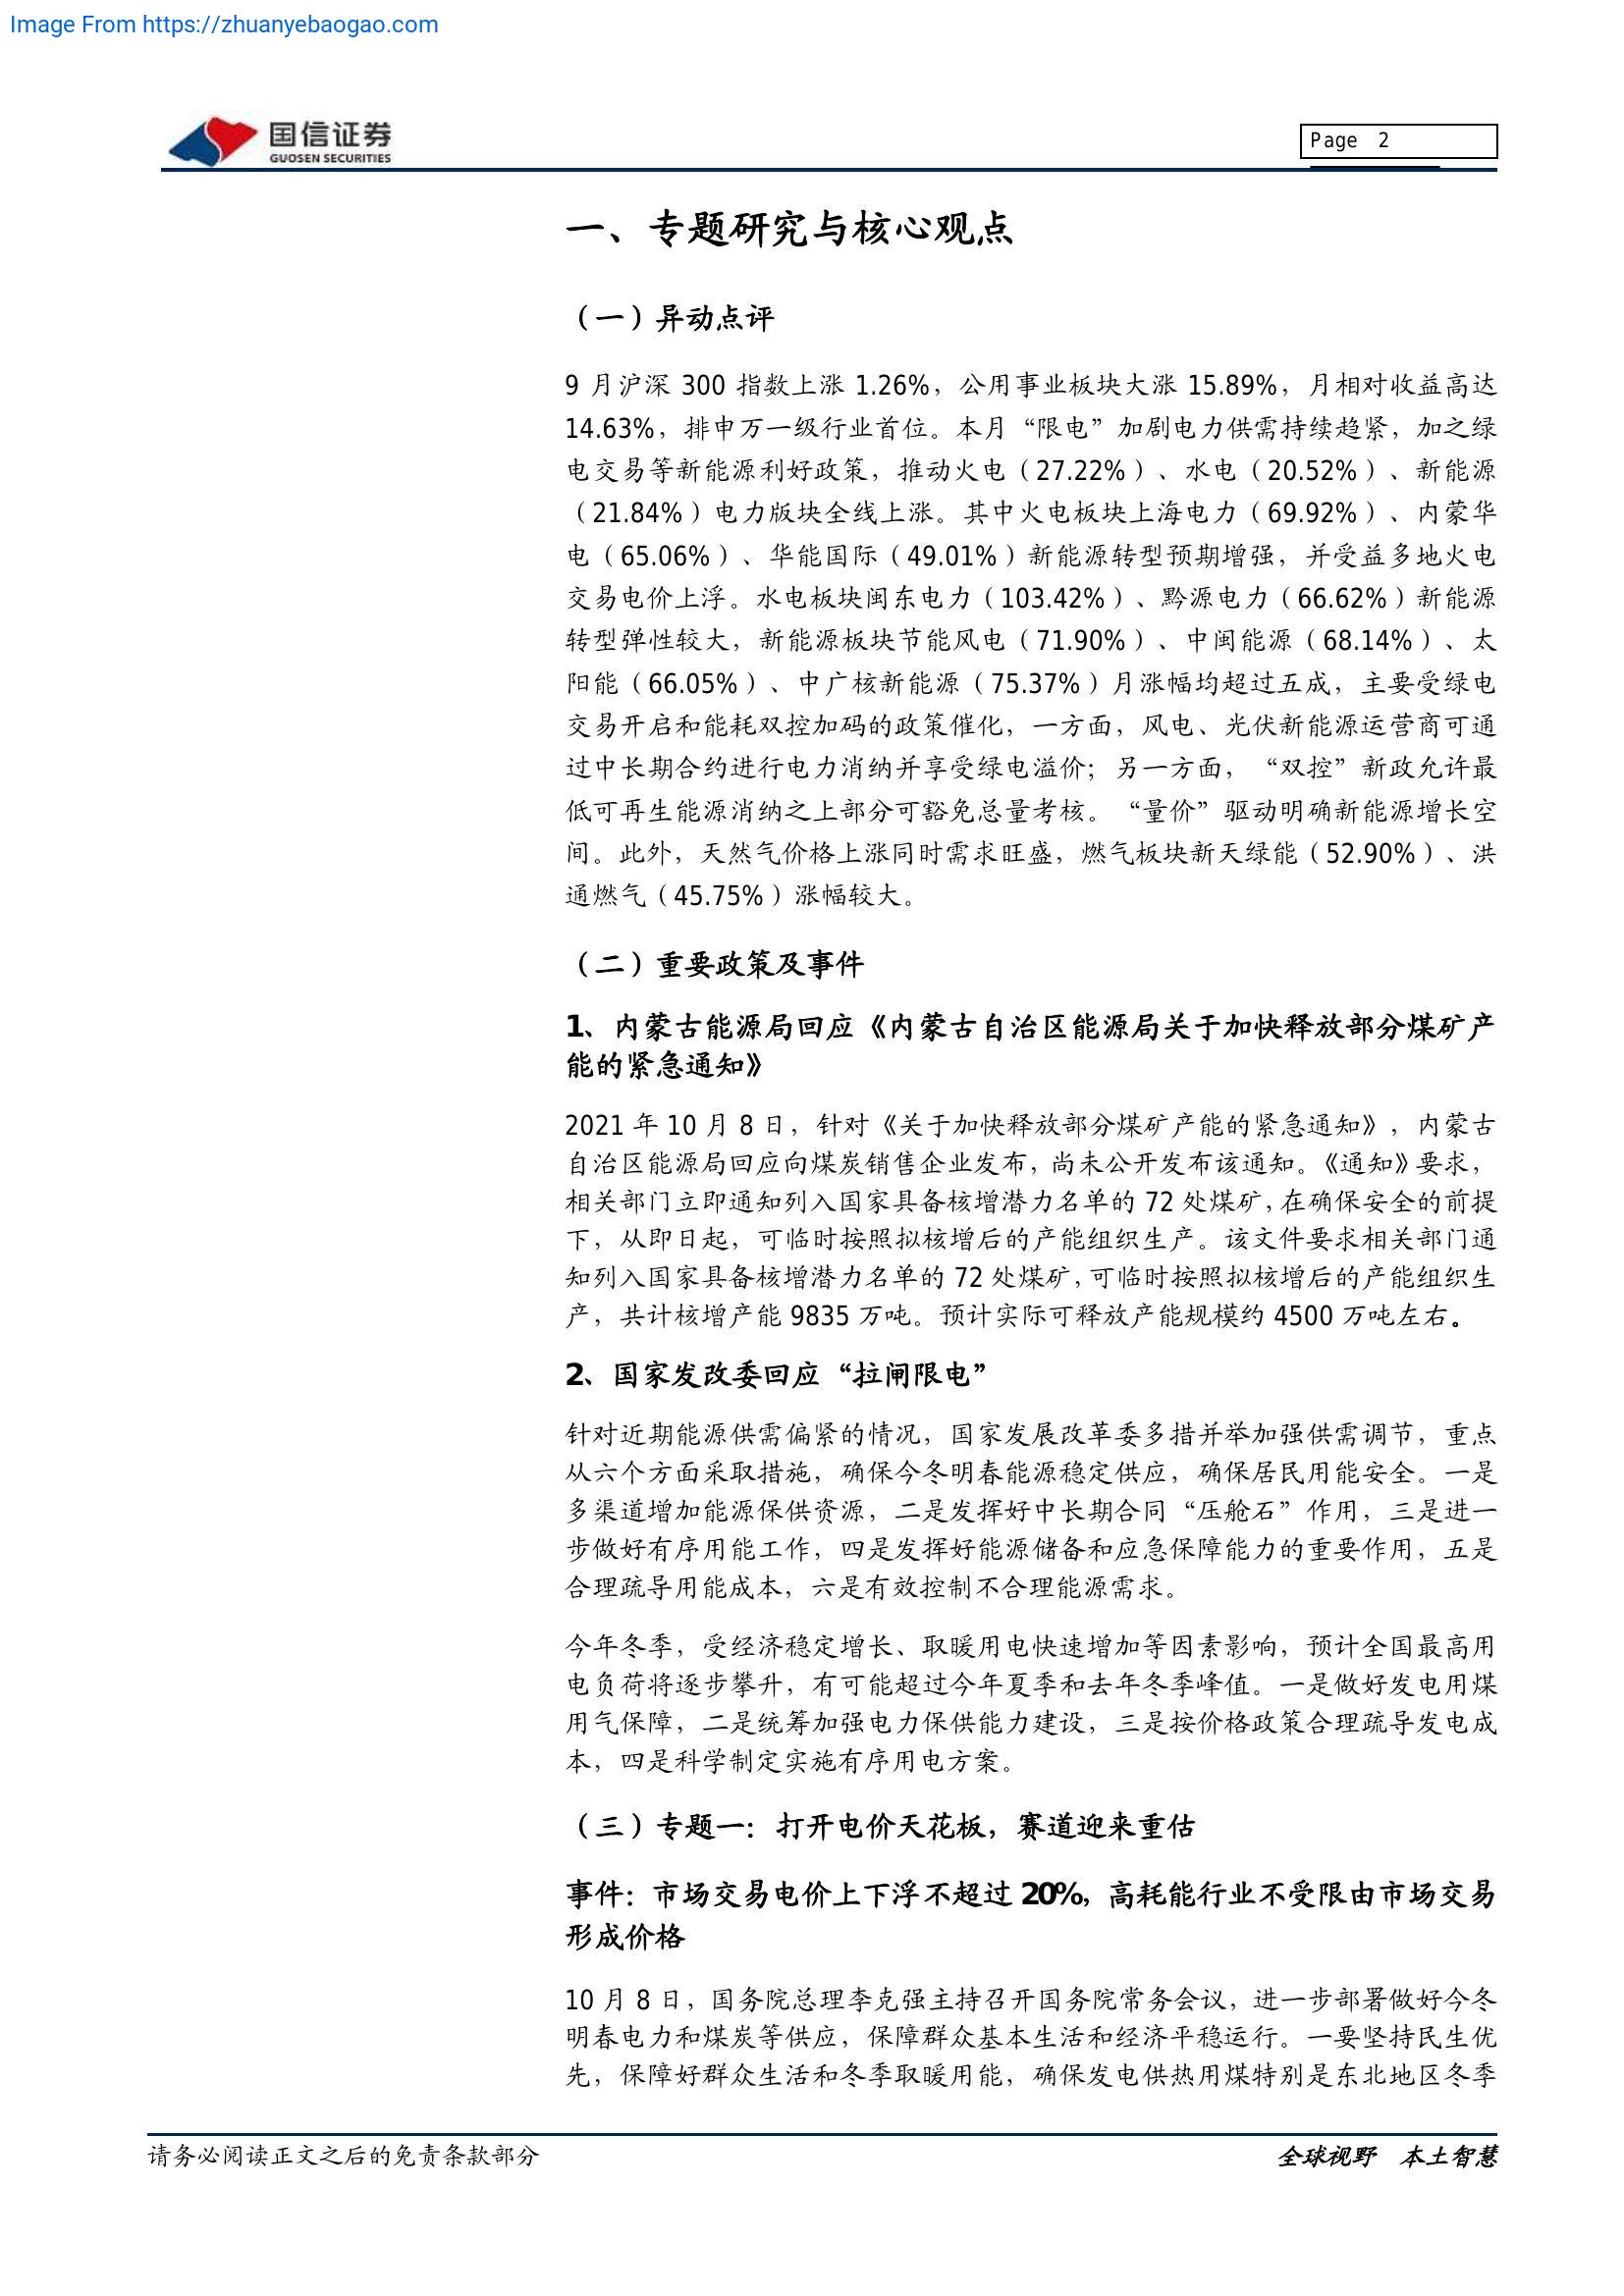 Image From https://zhuanyebaogao.com
国信证券
GUOSEN SECURITIES
Page 2
一、专题研究与核心观点
（一）异动点评
9 月沪深 300 指数上涨 1.26%，公用事业板块大涨 15.89%，月相对收益高达
14.63%，排申万一级行业首位。本月“限电”加剧电力供需持续趋紧，加之绿
电交易等新能源利好政策，推动火电（27.22%）、水电（20.52%）、新能源
（21.84%）电力版块全线上涨。其中火电板块上海电力（69.92%）、内蒙华
电（65.06%）、华能国际（49.01%）新能源转型预期增强，并受益多地火电
交易电价上浮。水电板块闽东电力（103.42%）、黔源电力（66.62%）新能源
转型弹性较大，新能源板块节能风电（71.90%）、中闽能源（68.14%）、太
阳能（66.05%）、中广核新能源（75.37%）月涨幅均超过五成，主要受绿电
交易开启和能耗双控加码的政策催化，一方面，风电、光伏新能源运营商可通
过中长期合约进行电力消纳并享受绿电溢价；另一方面，“双控”新政允许最
低可再生能源消纳之上部分可豁免总量考核。“量价”驱动明确新能源增长空
间。此外，天然气价格上涨同时需求旺盛，燃气板块新天绿能（52.90%）、洪
通燃气（45.75%）涨幅较大。
（二）重要政策及事件
1、内蒙古能源局回应《内蒙古自治区能源局关于加快释放部分煤矿产
能的紧急通知》
2021 年 10 月 8 日，针对《关于加快释放部分煤矿产能的紧急通知》，内蒙古
自治区能源局回应向煤炭销售企业发布，尚未公开发布该通知。《通知》要求，
相关部门立即通知列入国家具备核增潜力名单的 72 处煤矿，在确保安全的前提
下，从即日起，可临时按照拟核增后的产能组织生产。该文件要求相关部门通
知列入国家具备核增潜力名单的 72 处煤矿，可临时按照拟核增后的产能组织生
产，共计核增产能 9835 万吨。预计实际可释放产能规模约 4500 万吨左右。
2、国家发改委回应“拉闸限电”
针对近期能源供需偏紧的情况，国家发展改革委多措并举加强供需调节，重点
从六个方面采取措施，确保今冬明春能源稳定供应，确保居民用能安全。一是
多渠道增加能源保供资源，二是发挥好中长期合同“压舱石”作用，三是进一
步做好有序用能工作，四是发挥好能源储备和应急保障能力的重要作用，五是
合理疏导用能成本，六是有效控制不合理能源需求。
今年冬季，受经济稳定增长、取暖用电快速增加等因素影响，预计全国最高用
电负荷将逐步攀升，有可能超过今年夏季和去年冬季峰值。一是做好发电用煤
用气保障，二是统筹加强电力保供能力建设，三是按价格政策合理疏导发电成
本，四是科学制定实施有序用电方案。
（三）专题一：打开电价天花板，赛道迎来重估
事件：市场交易电价上下浮不超过 20%，高耗能行业不受限由市场交易
形成价格
10 月 8 日，国务院总理李克强主持召开国务院常务会议，进一步部署做好今冬
明春电力和煤炭等供应，保障群众基本生活和经济平稳运行。一要坚持民生优
先，保障好群众生活和冬季取暖用能，确保发电供热用煤特别是东北地区冬季
请务必阅读正文之后的免责条款部分
全球视野 本土智慧